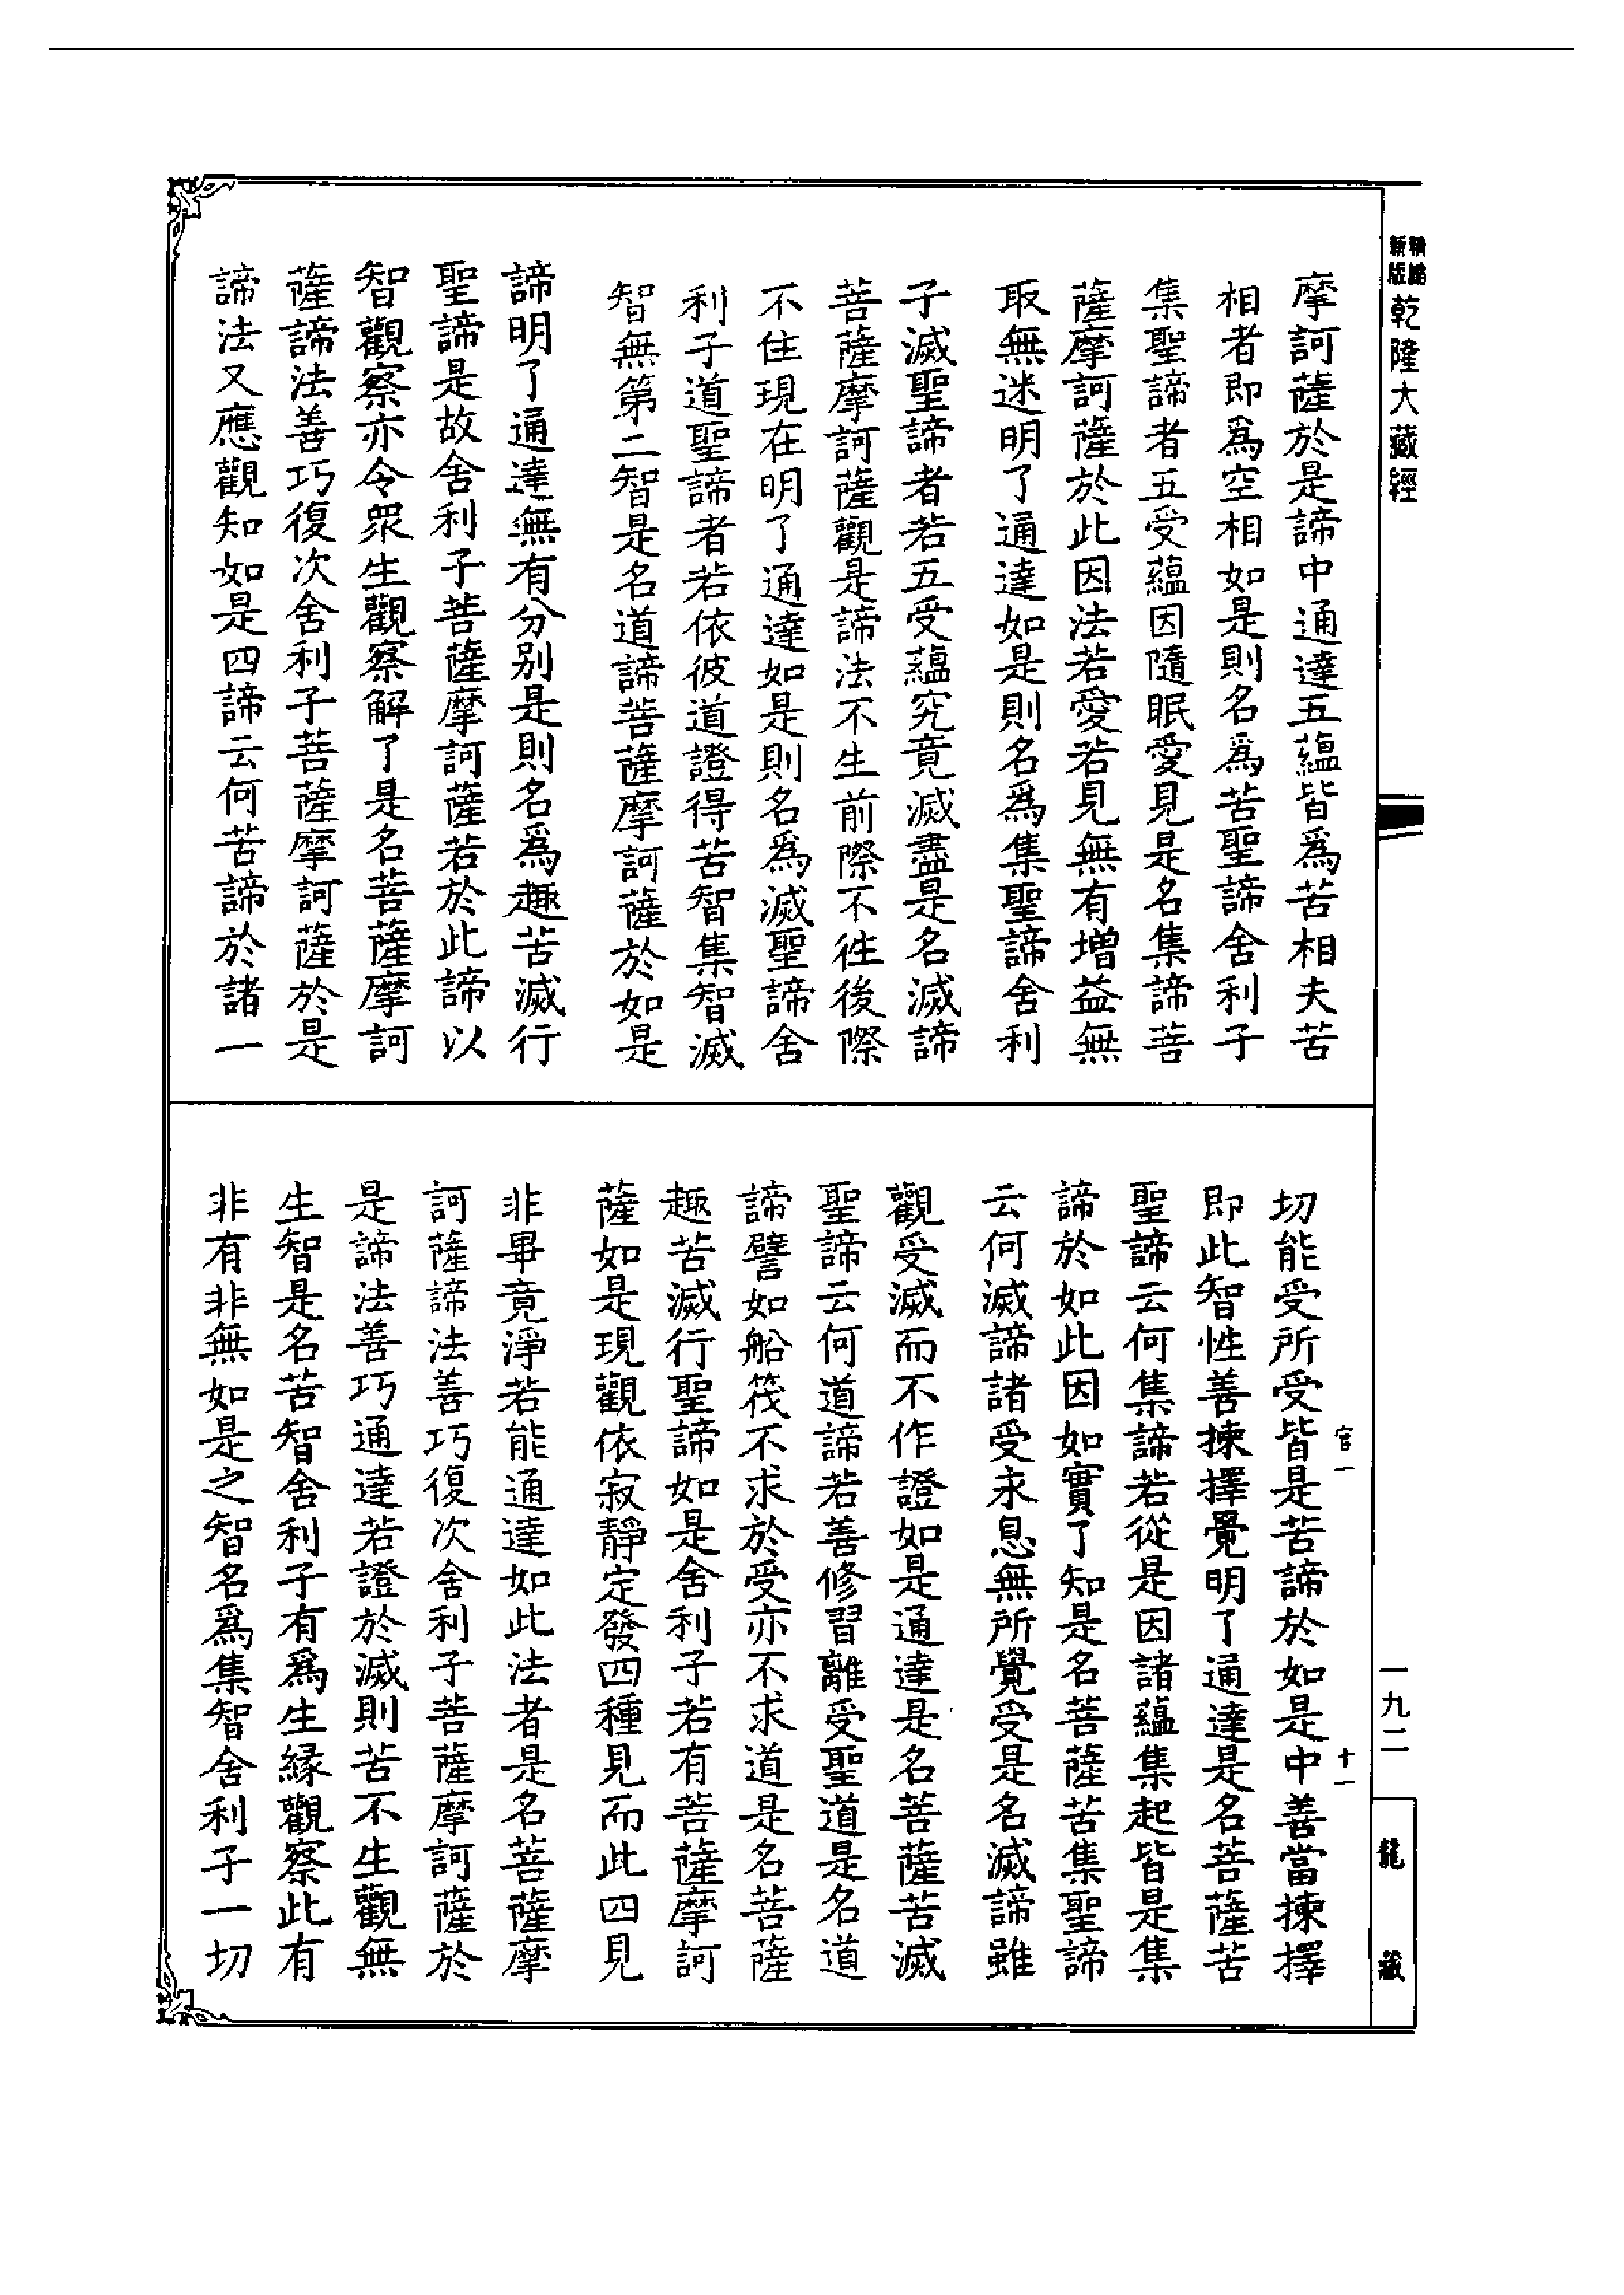 精縮新版乾隆大藏經
摩訶薩於是諦中通達五蘊皆爲苦相夫苦
相者即爲空相如是則名爲苦聖諦舍利子
集聖諦者五受蘊因隨眠愛見是名集諦菩
薩摩訶薩於此因法若愛若見無有增益無
取無迷明了通達如是則名爲集聖諦舍利
子滅聖諦者若五受蘊究竟滅盡是名滅諦
菩薩摩訶薩觀是諦法不生前際不往後際
不住現在明了通達如是則名爲滅聖諦舍
利子道聖諦者若依彼道證得苦智集智滅
智無第二智是名道諦菩薩摩訶薩於如是
諦明了通達無有分别是則名爲趣苦滅行
聖諦是故舍利子菩薩摩訶薩若於此諦以
智觀察亦令衆生觀察解了是名菩薩摩訶
薩諦法善巧復次舍利子菩薩摩訶薩於是
諦法又應觀知如是四諦云何苦諦於諸一
切能受所受皆是苦諦於如是中善當揀擇
即此智性善揀擇覺明了通達是名菩薩苦
聖諦云何集諦若從是因諸蘊集起皆是集
諦於如此因如實了知是名菩薩苦集聖諦
云何滅諦諸受永息無所覺受是名滅諦雖
觀受滅而不作證如是通達是名菩薩苦滅
聖諦云何道諦若善修習離受聖道是名道
諦譬如船筏不求於受亦不求道是名菩薩
趣苦滅行聖諦如是舍利子若有菩薩摩訶
薩如是現觀依寂靜定發四種見而此四見
非畢竟淨若能通達如此法者是名菩薩摩
訶薩諦法善巧復次舍利子菩薩摩訶薩於
是諦法善巧通達若證於滅則苦不生觀無
生智是名苦智舍利子有爲生緣觀察此有
非有非無如是之智名爲集智舍利子一切
官一
十一
一九二
龍藏